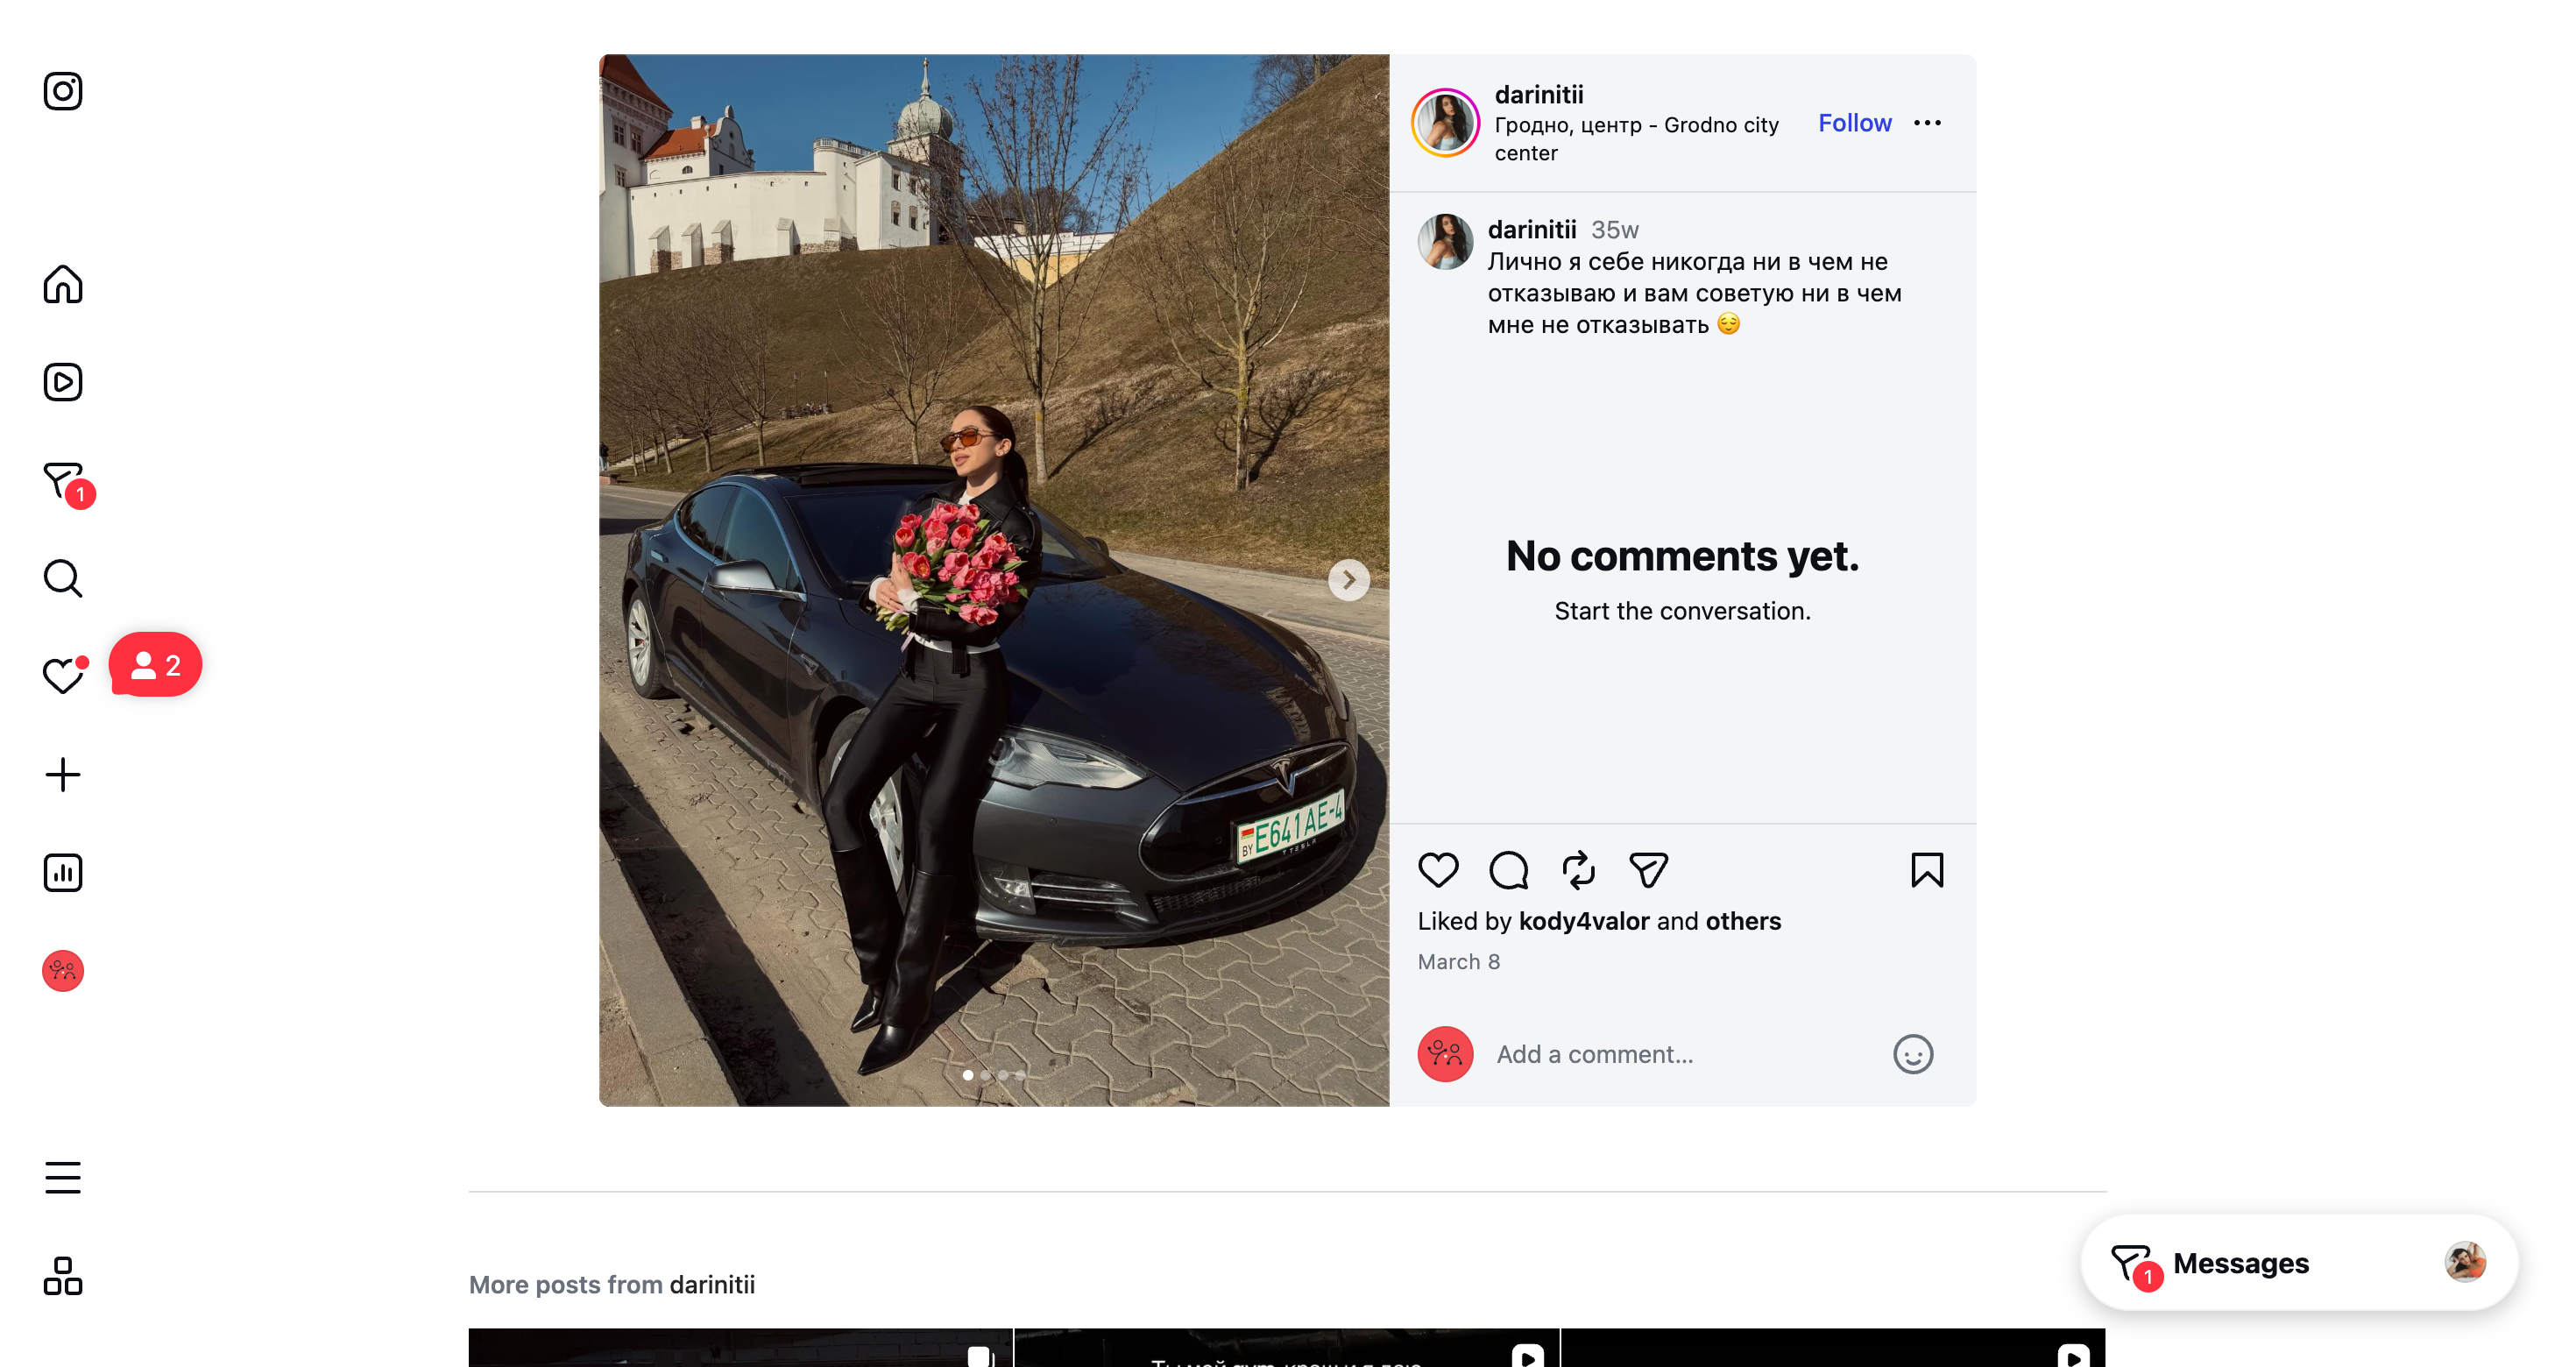 darinitii
Гродно, центр - Grodno city
center
Follow
darinitii 35w
Лично я себе никогда ни в чем не
отказываю и вам советую ни в чем
мне не отказывать 😌
1
No comments yet.
Start the conversation.
2
BY E641AE-4
TESLA
Liked by kody4valor and others
March 8
Add a comment...
1
Messages
More posts from darinitii